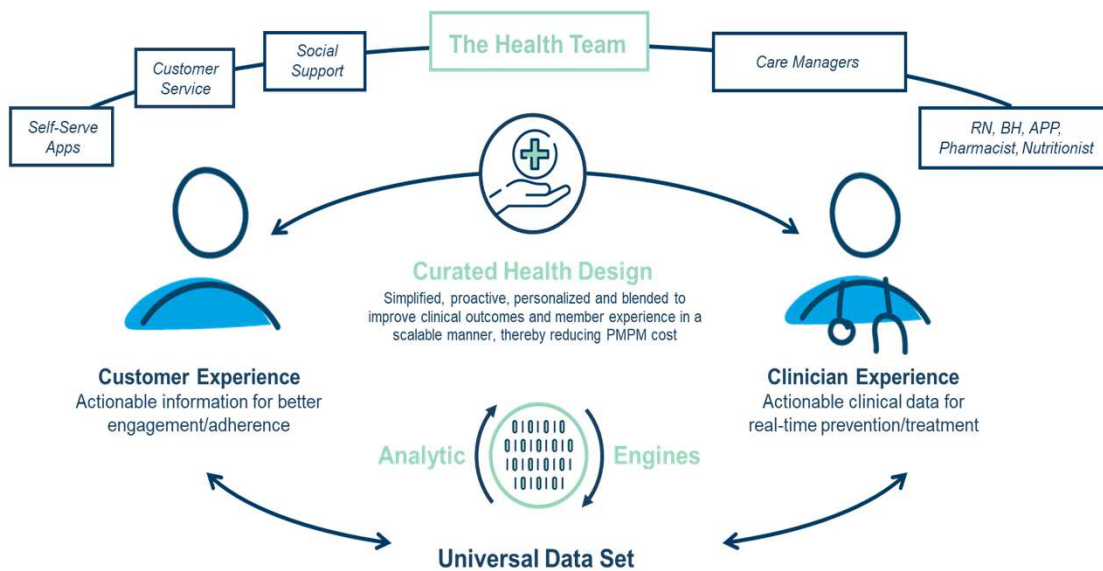 The Health Team
Social
Support
Customer
Service
Self-Serve
Apps
Care Managers
RN, BH, APP,
Pharmacist, Nutritionist
Curated Health Design
Simplified, proactive, personalized and blended to
improve clinical outcomes and member experience in a
scalable manner, thereby reducing PMPM cost
Customer Experience
Actionable information for better
engagement/adherence
Clinician Experience
Actionable clinical data for
real-time prevention/treatment
Analytic
0101010
010101010
101010101
1010101
Engines
Universal Data Set